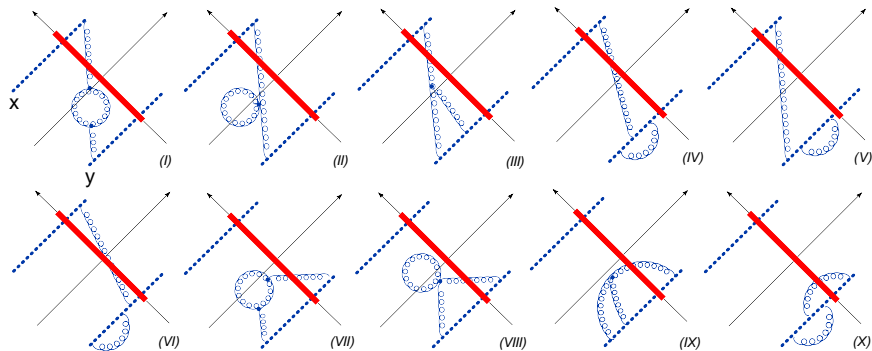 x
y
(I)
(II)
(III)
(IV)
(V)
(VI)
(VII)
(VIII)
(IX)
(X)